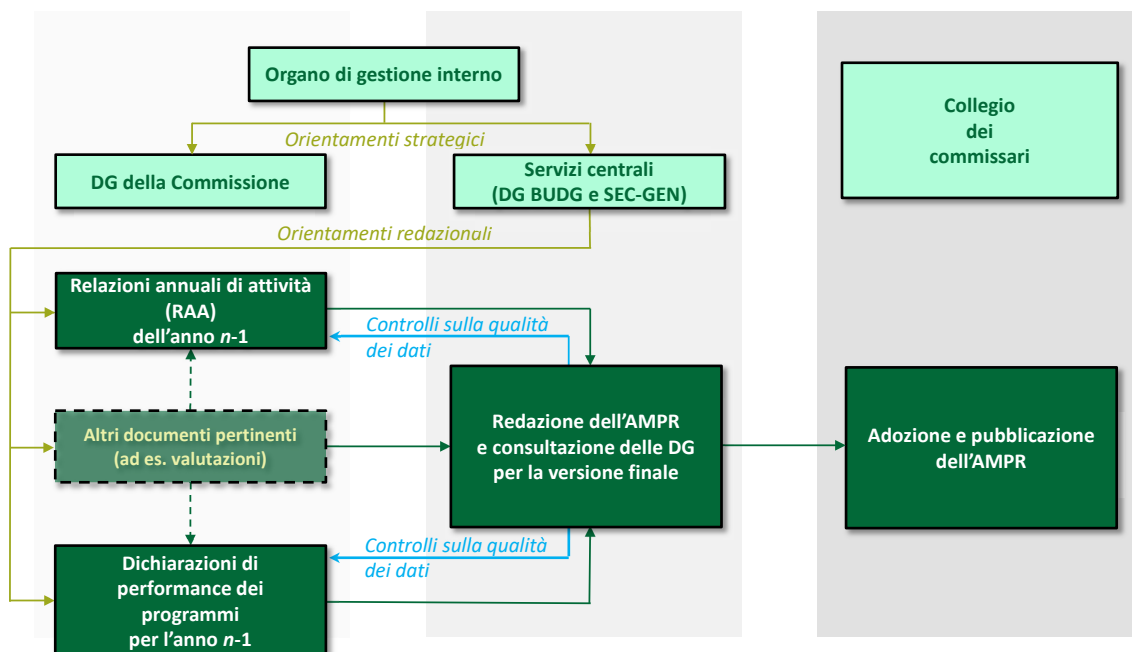 Organo di gestione interno
Collegio
dei
commissari
Orientamenti strategici
DG della Commissione
Servizi centrali
(DG BUDG e SEC-GEN)
Orientamenti redazionali
Relazioni annuali di attività
(RAA)
dell'anno n-1
Controlli sulla qualità
dei dati
Altri documenti pertinenti
(ad es. valutazioni)
Redazione dell'AMPR
e consultazione delle DG
per la versione finale
Adozione e pubblicazione
dell'AMPR
Controlli sulla qualità
dei dati
Dichiarazioni di
performance dei
programmi
per l'anno n-1